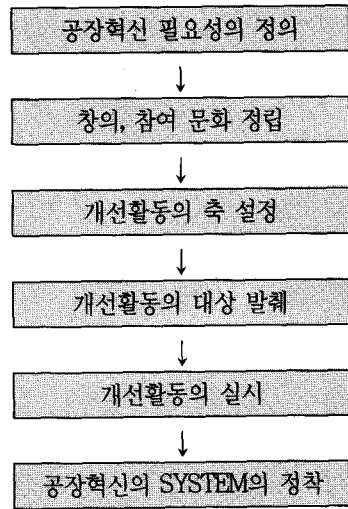 공장혁신 필요성의 정의
창의, 참여 문화 정립
개선활동의 축 설정
개선활동의 대상 발췌
개선활동의 실시
공장혁신의 SYSTEM의 정착